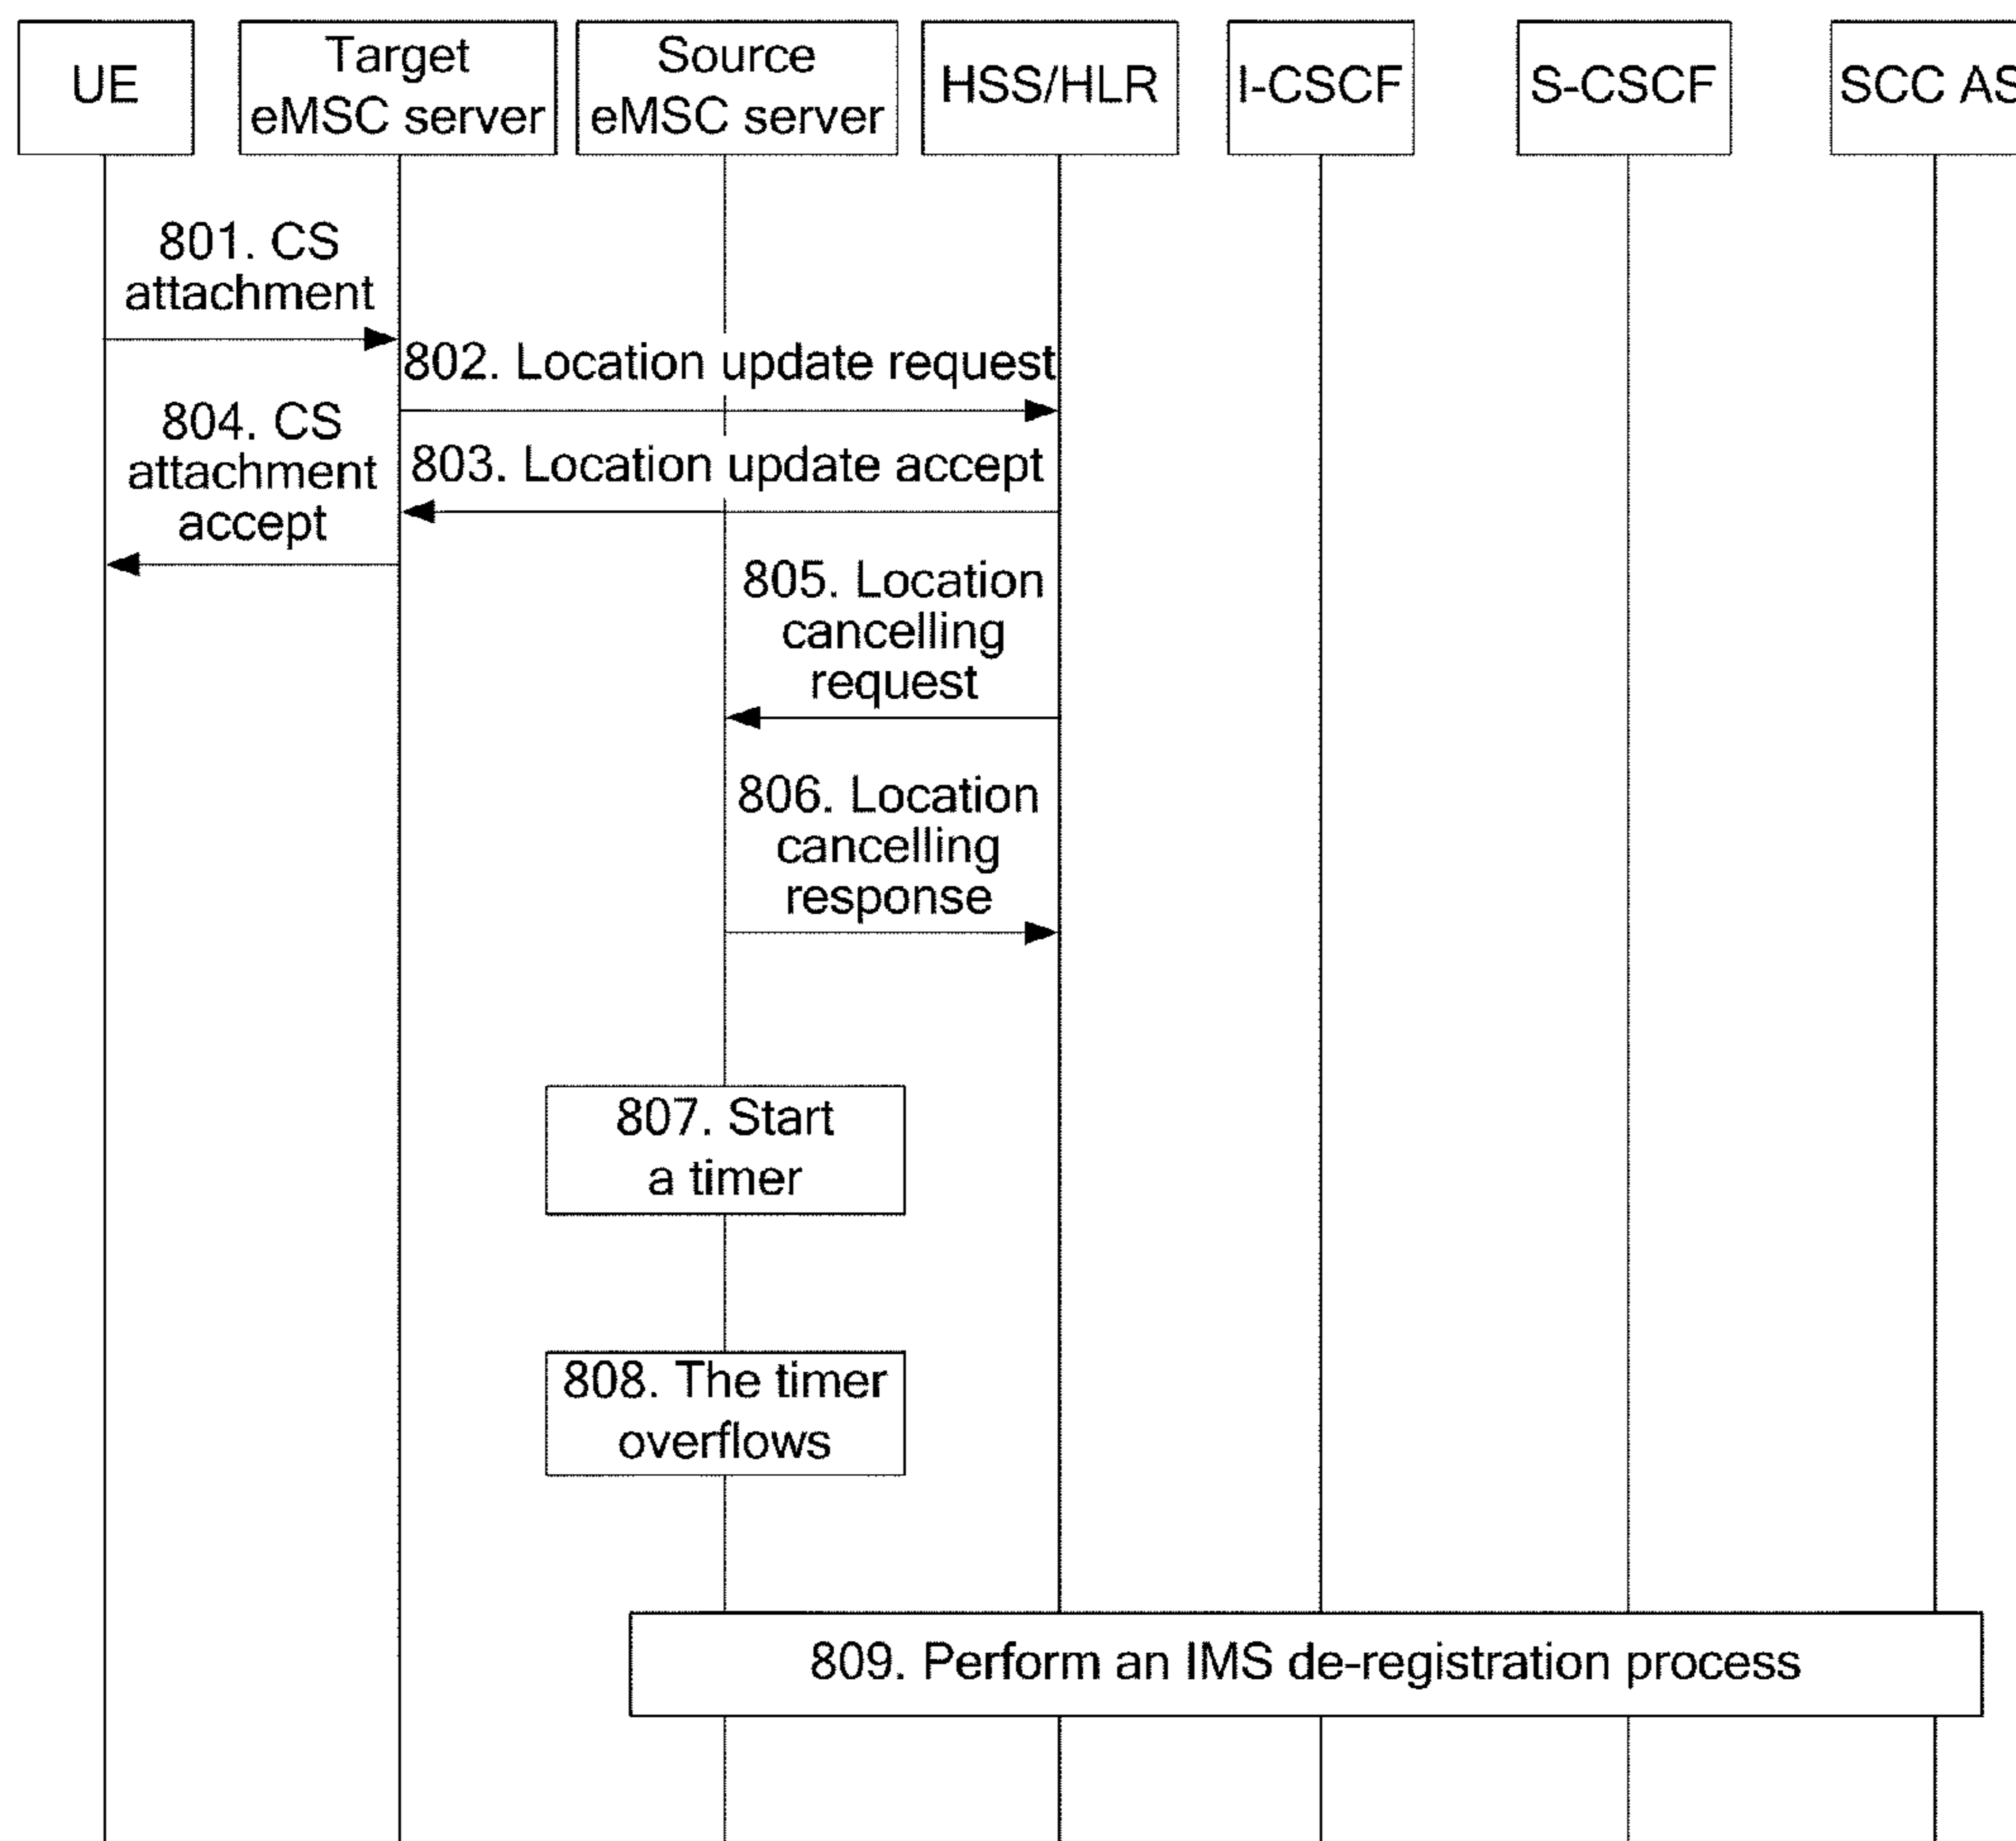 UE
Target
eMSC server
Source
eMSC server
HSS/HLR
I-CSCF
S-CSCF
SCC AS
801. CS
attachment
802. Location update request
803. Location update accept
804. CS
attachment
accept
805. Location
cancelling
request
806. Location
cancelling
response
807. Start
a timer
808. The timer
overflows
809. Perform an IMS de-registration process